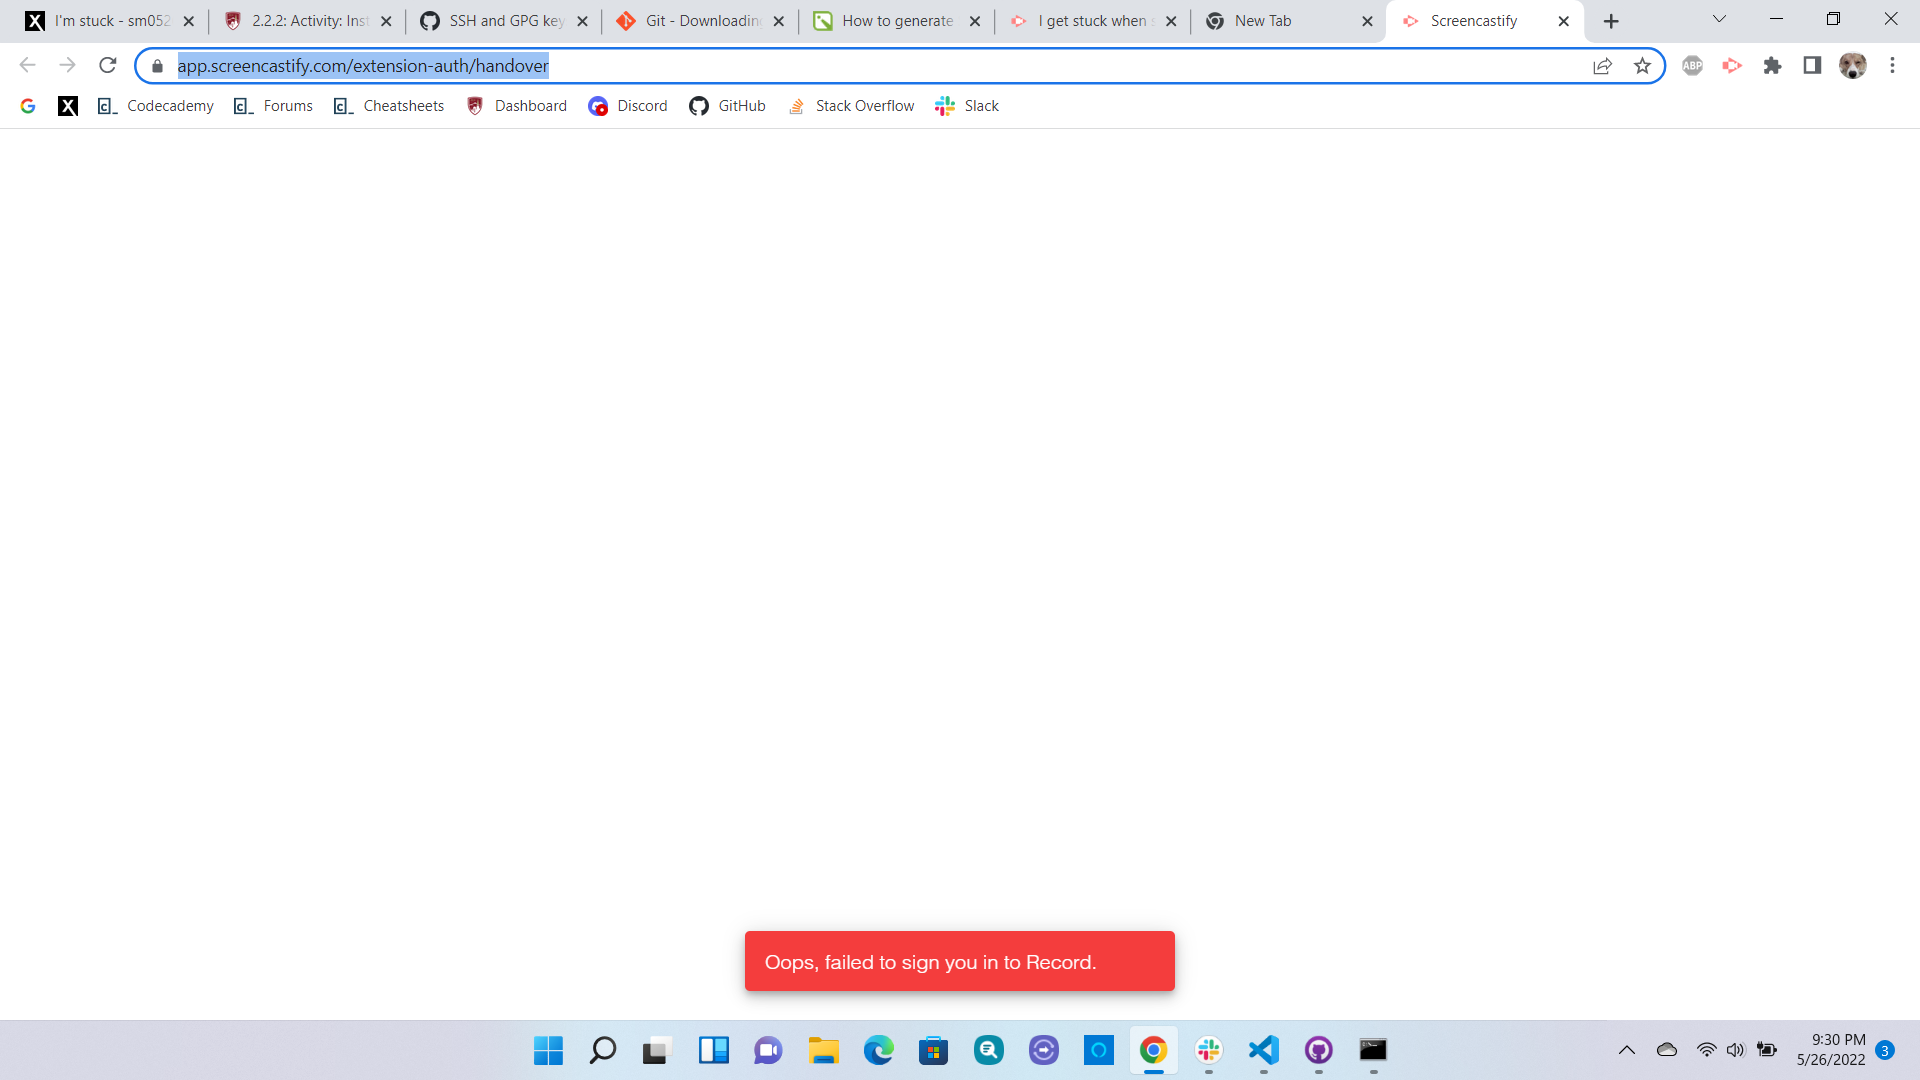 I'm stuck - sm052
2.2.2: Activity: Inst
SSH and GPG key
Git - Downloading
How to generate
I get stuck when s
New Tab
Screencastify
app.screencastify.com/extension-auth/handover
ABP
Codecademy
Forums
Cheatsheets
Dashboard
Discord
GitHub
Stack Overflow
Slack
Oops, failed to sign you in to Record.
9:30 PM
5/26/2022
3